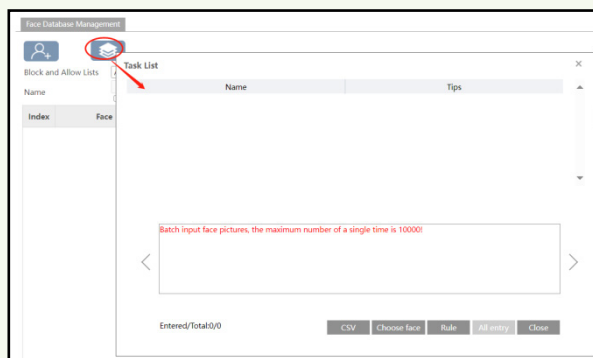 Face Database Management
Block and Allow Lists
Task List
Name
Name Tips
Index Face
Batch input face pictures, the maximum number of a single time is 10000!
Entered/Total:0/0
CSV Choose face Rule All entry Close